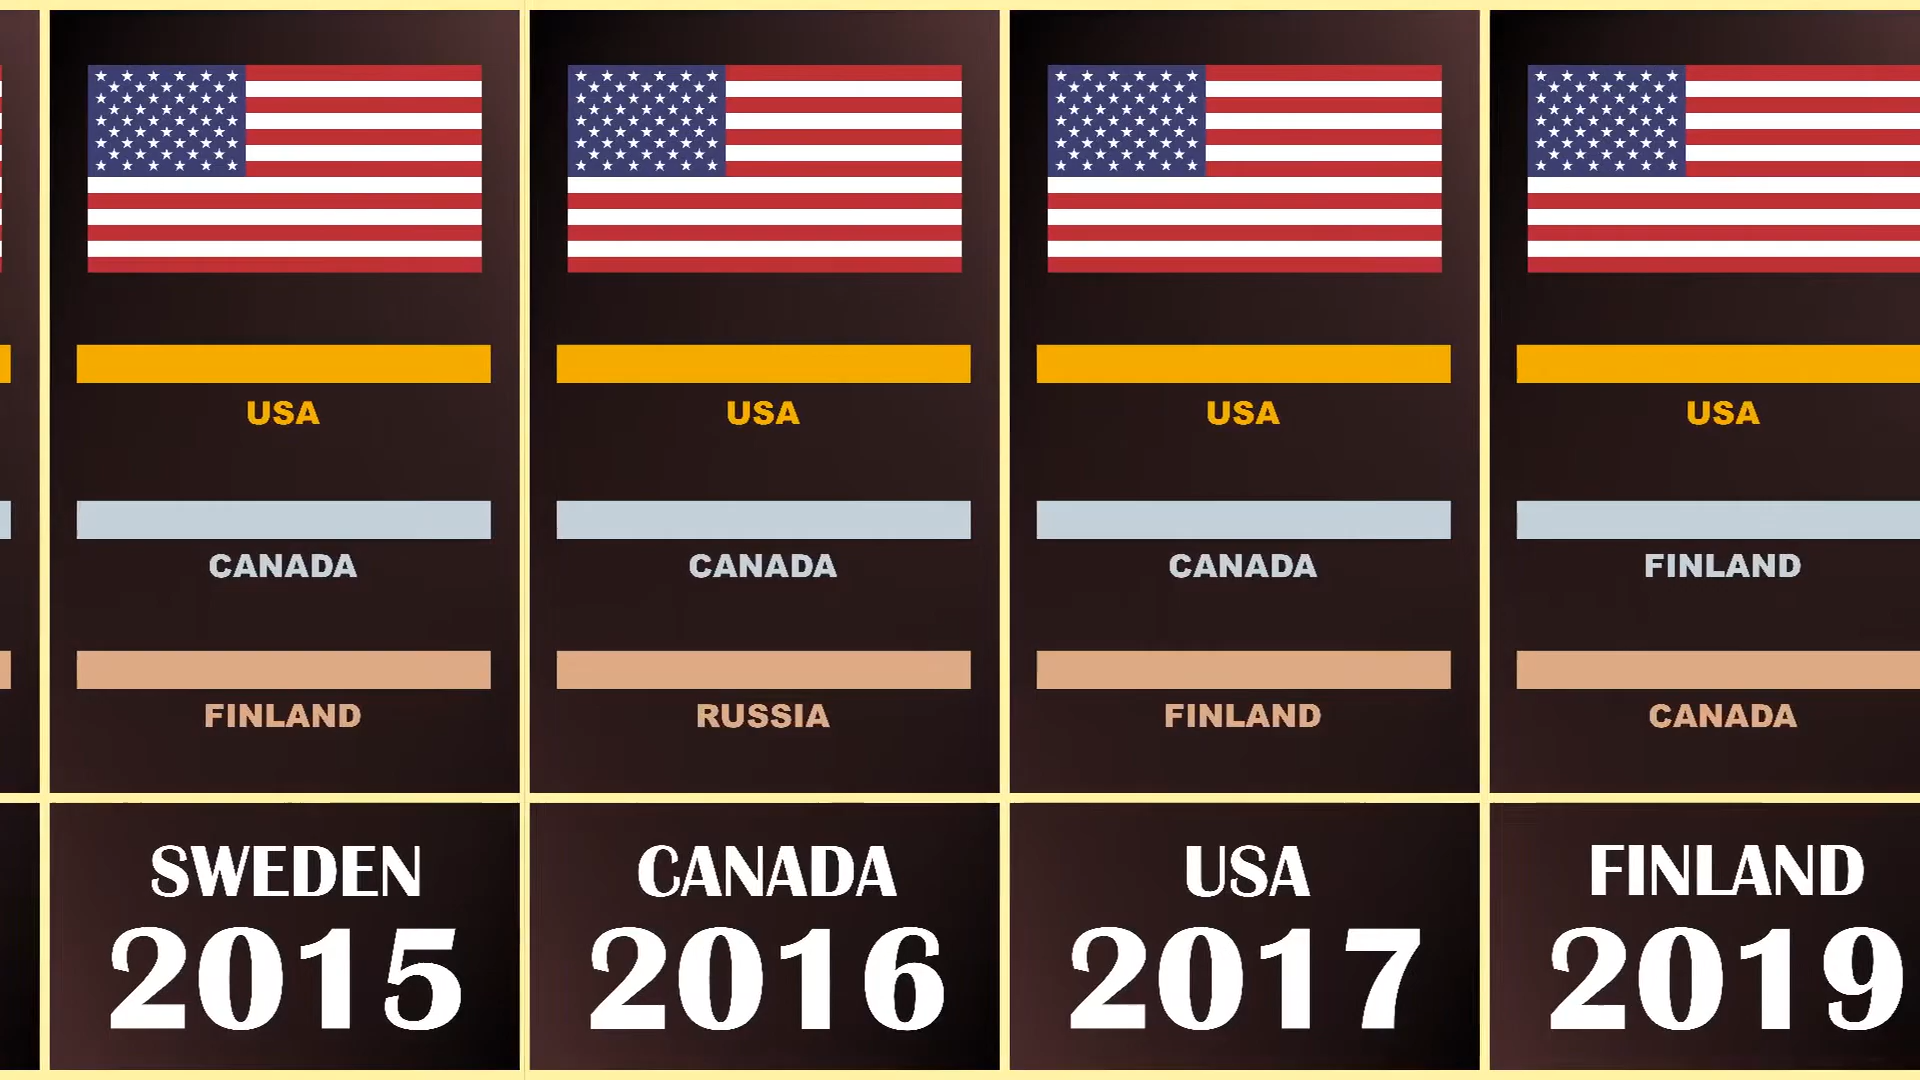 USA
CANADA
FINLAND
SWEDEN
2015
USA
CANADA
RUSSIA
CANADA
2016
USA
CANADA
FINLAND
USA
2017
USA
FINLAND
CANADA
FINLAND
2019